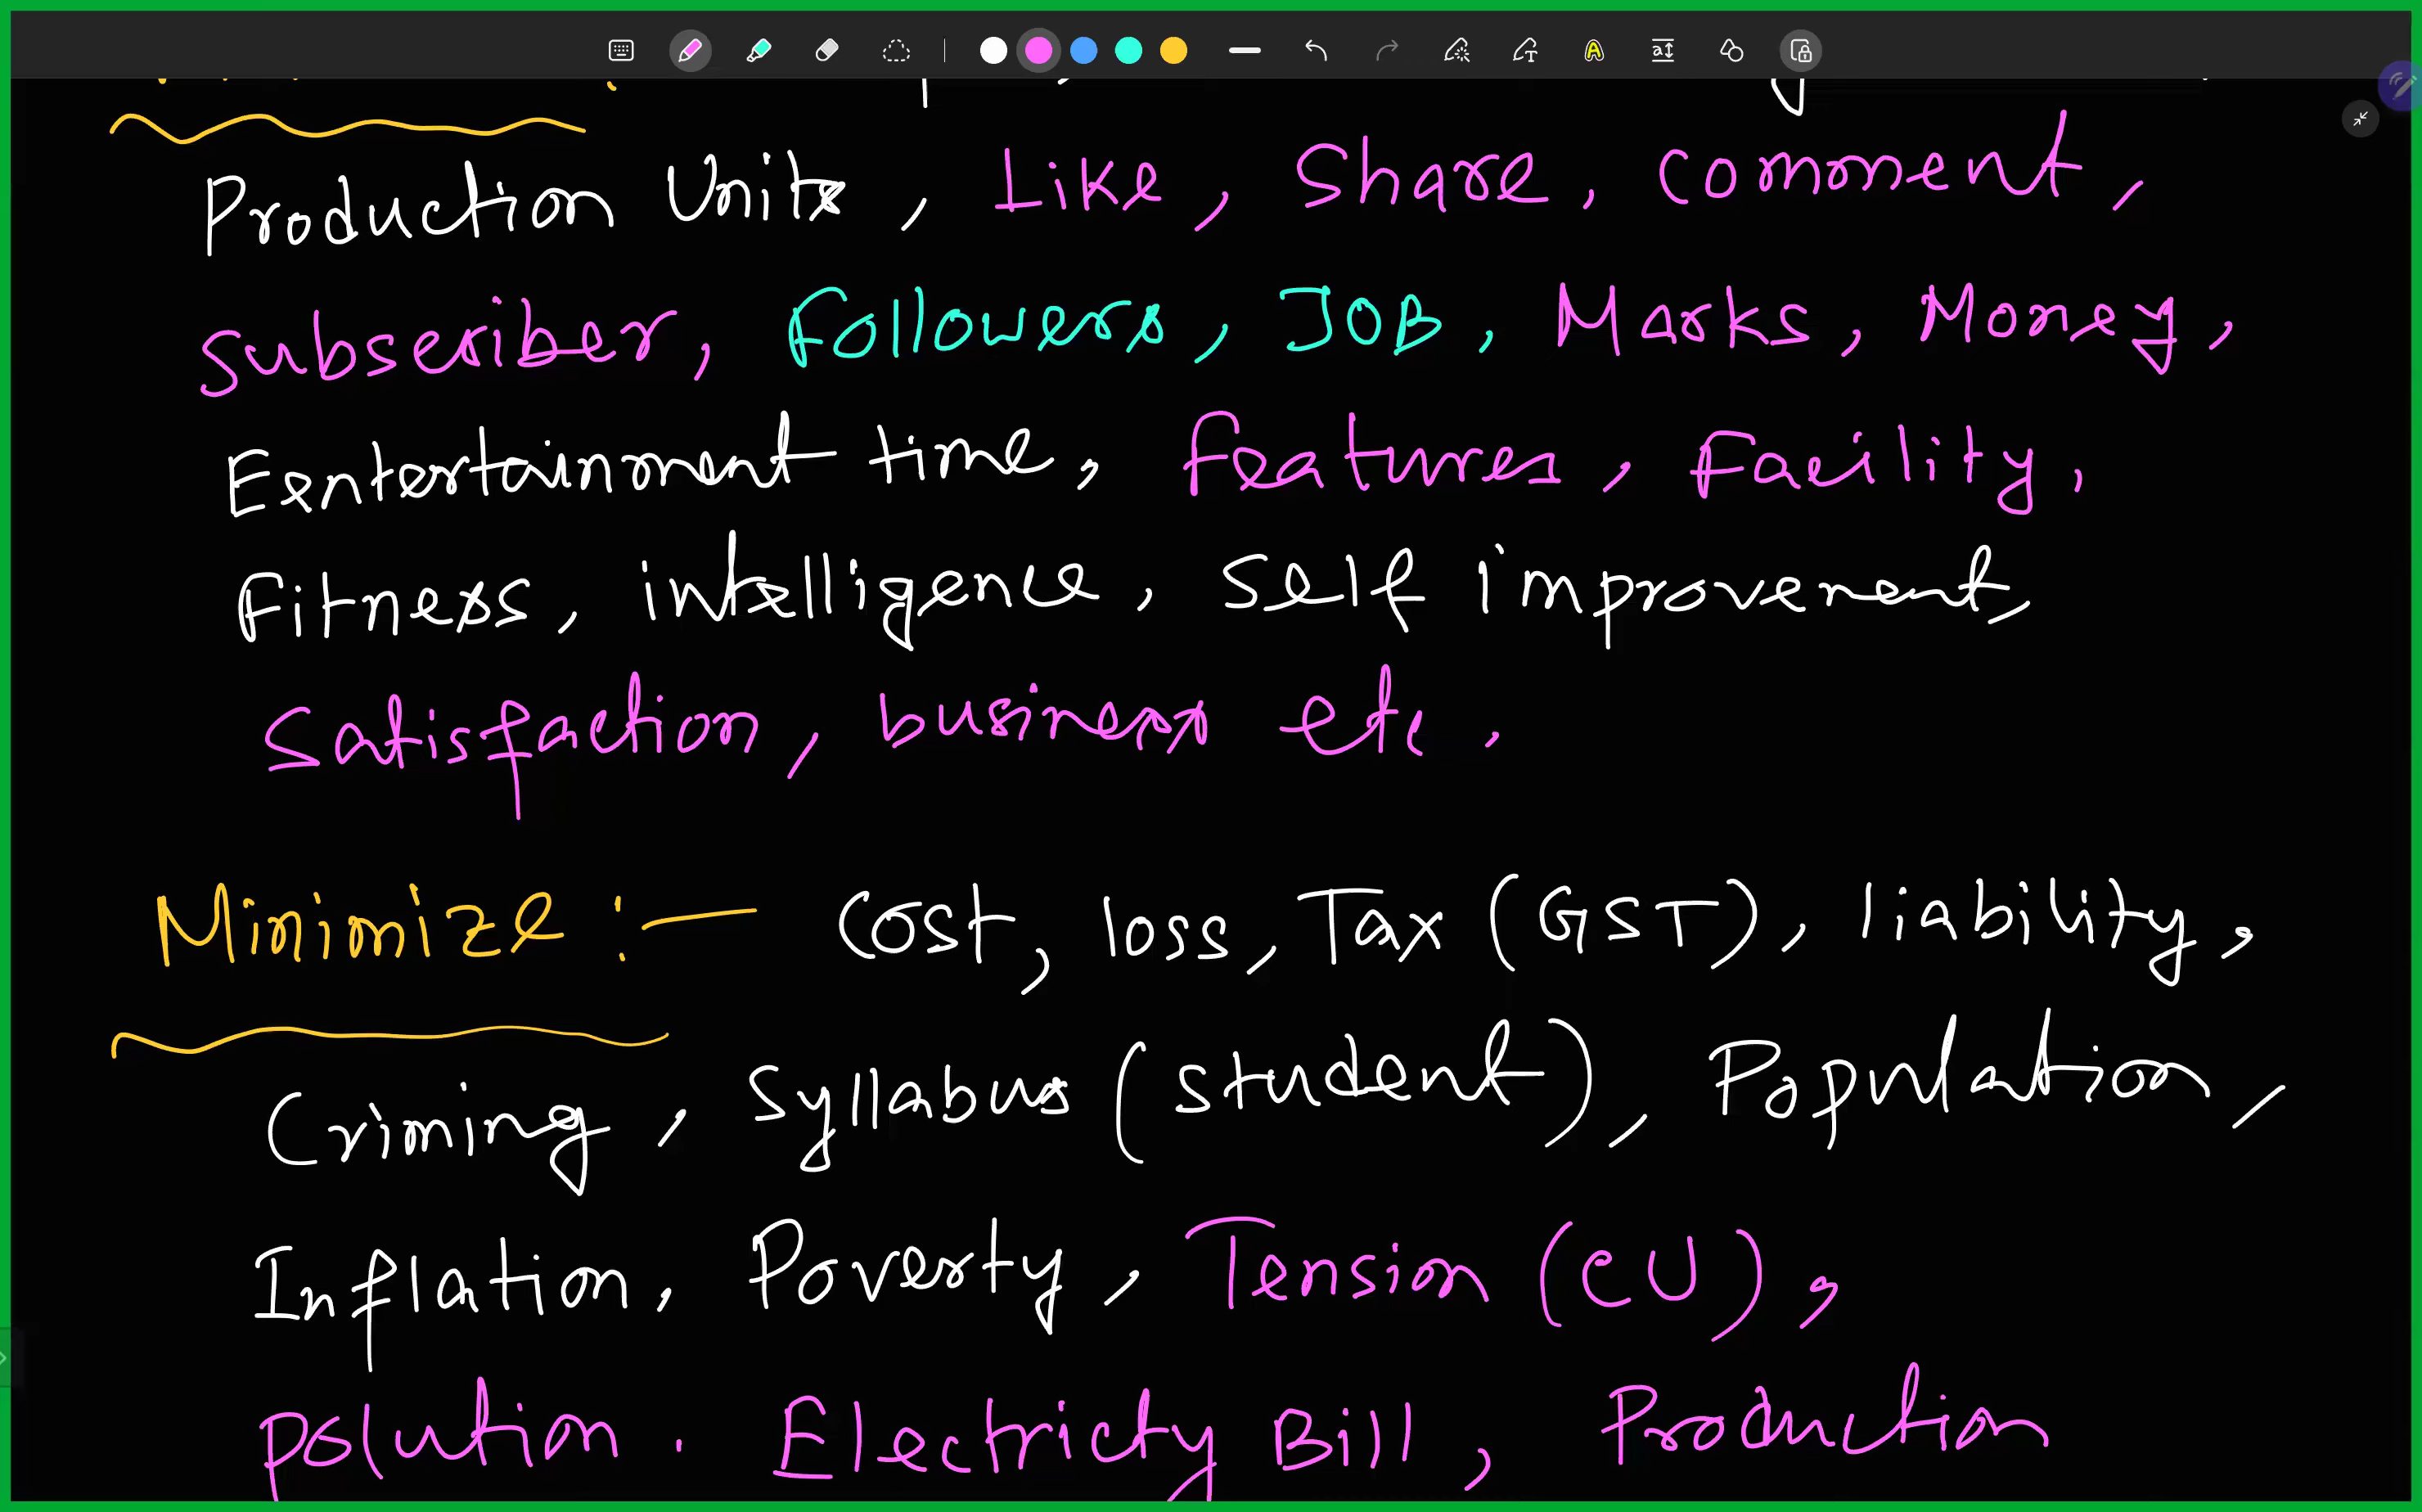 Production Units, Like, Share, Comment,
Subscriber, Followers, JOB, Marks, Money,
Eentertainment time, Features, Facility,
Fitness, intelligence, Self improvement,
Satisfaction, business etc.
Minimize :- Cost, loss, Tax (GST), liability,
Criming, Syllabus (student), Population,
Inflation, Poverty, Tension (CU),
Polution. Electricty Bill, Production